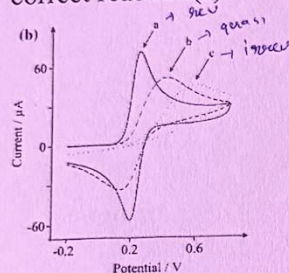 (b)
a → rev
b → quasi
c → irrev
60
0
-60
Current / µA
-0.2
0.2
0.6
Potential / V